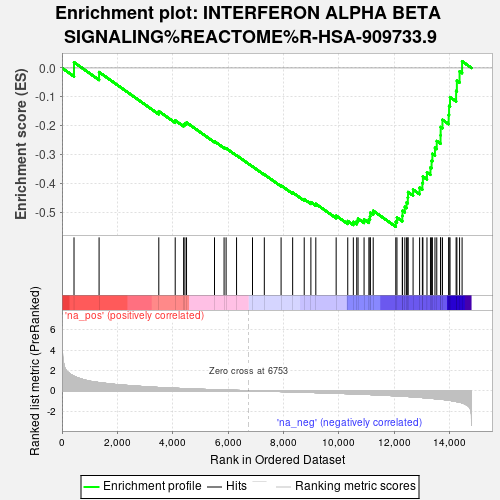 Enrichment plot: INTERFERON ALPHA BETA
SIGNALING%REACTOME%R-HSA-909733.9
Enrichment score (ES)
0.0
-0.1
-0.2
-0.3
-0.4
-0.5
'na_pos' (positively correlated)
Ranked list metric (PreRanked)
6
4
2
0
-2
Zero cross at 6753
'na_neg' (negatively correlated)
0
2,000
4,000
6,000
8,000
10,000
12,000
14,000
Rank in Ordered Dataset
Enrichment profile
Hits
Ranking metric scores